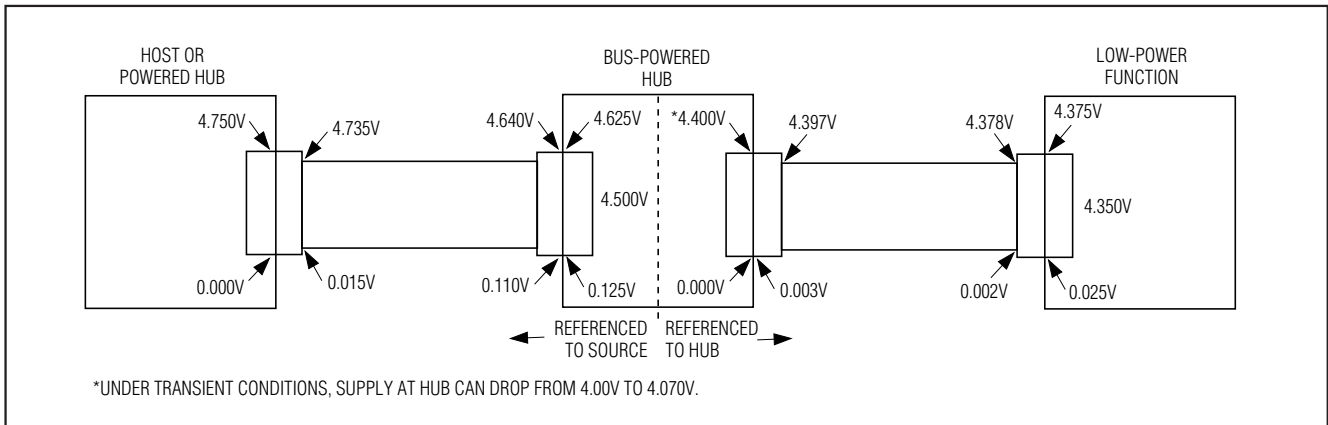 HOST OR
POWERED HUB
BUS-POWERED
HUB
LOW-POWER
FUNCTION
4.750V
4.735V
4.640V
4.625V
*4.400V
4.397V
4.378V
4.375V
4.500V
4.350V
0.000V
0.015V
0.110V
0.125V
0.000V
0.003V
0.002V
0.025V
REFERENCED
TO SOURCE
REFERENCED
TO HUB
*UNDER TRANSIENT CONDITIONS, SUPPLY AT HUB CAN DROP FROM 4.00V TO 4.070V.